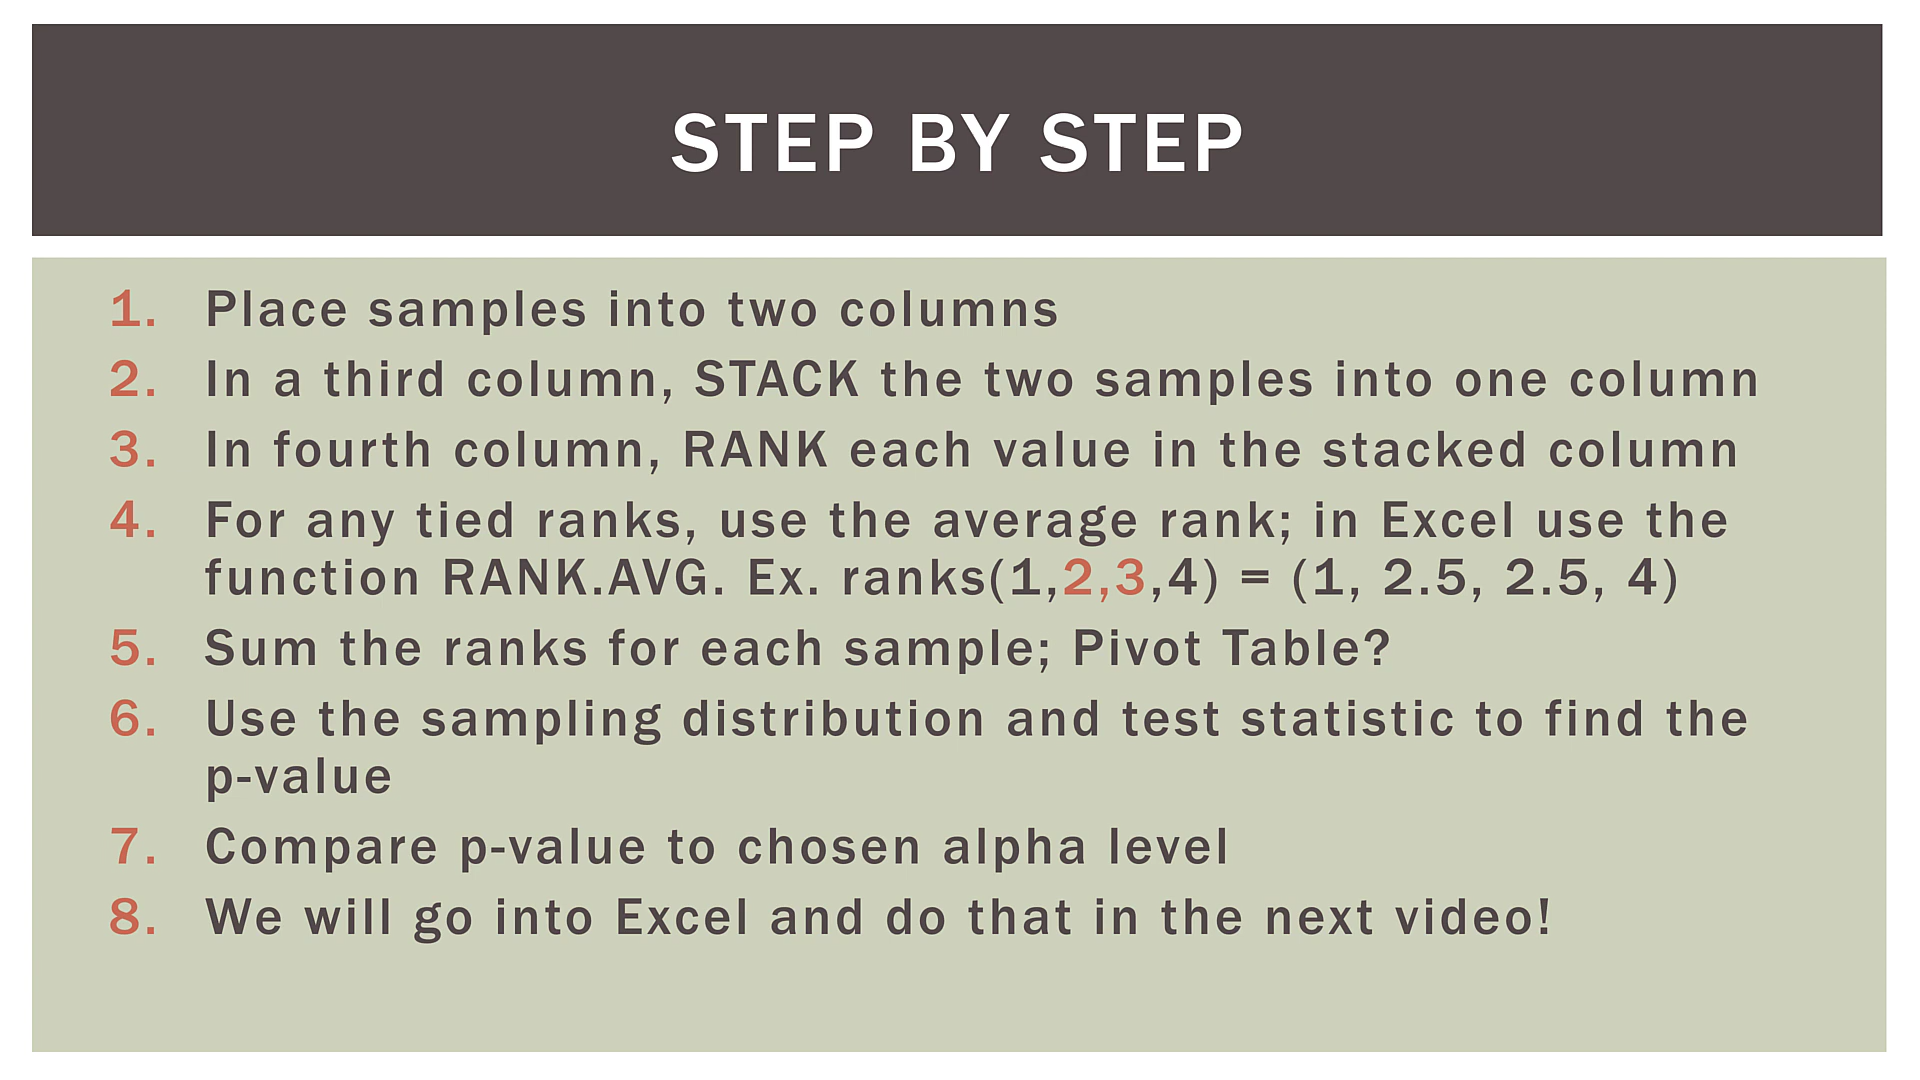 STEP BY STEP
1. Place samples into two columns
2. In a third column, STACK the two samples into one column
3. In fourth column, RANK each value in the stacked column
4. For any tied ranks, use the average rank; in Excel use the
function RANK.AVG. Ex. ranks(1,2,3,4) = (1, 2.5, 2.5, 4)
5. Sum the ranks for each sample; Pivot Table?
6. Use the sampling distribution and test statistic to find the
p-value
7. Compare p-value to chosen alpha level
8. We will go into Excel and do that in the next video!